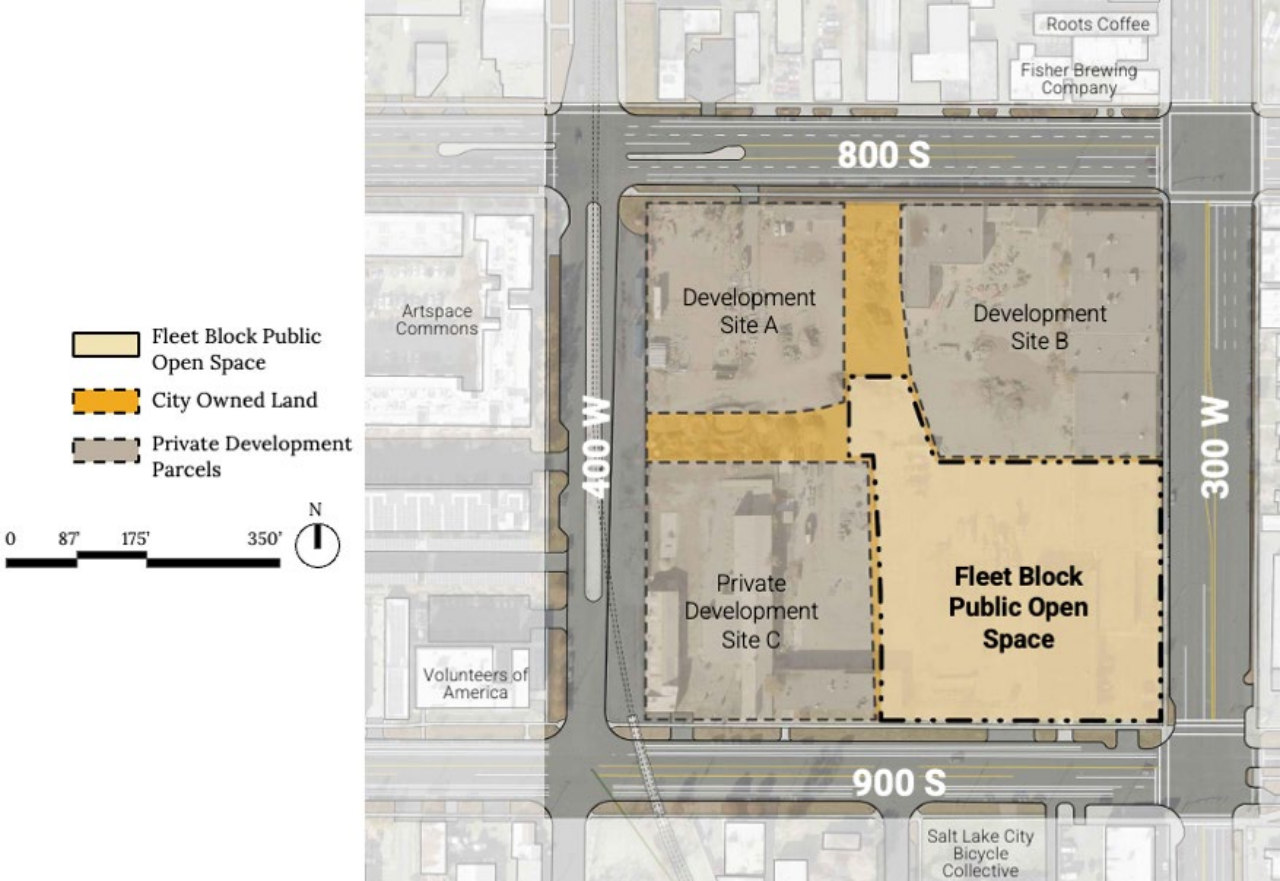 Roots Coffee
Fisher Brewing
Company
800 S
Development
Site A
Development
Site B
Artspace
Commons
Fleet Block Public
Open Space
City Owned Land
Private Development
Parcels
400 W
300 W
N
0 87' 175' 350'
Private
Development
Site C
Fleet Block
Public Open
Space
Volunteers of
America
900 S
Salt Lake City
Bicycle
Collective